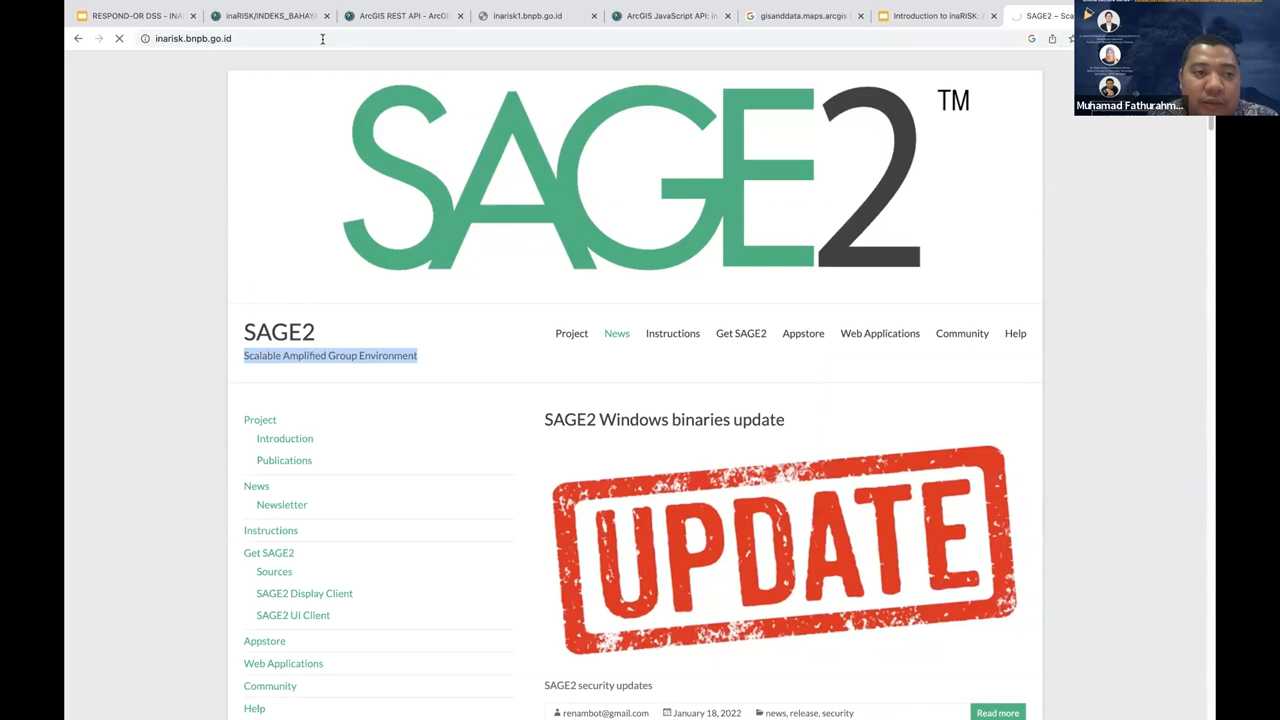 RESPOND-OR DSS - INA
inaRISK/INDEKS_BAHAYA
ArcGIS REST API - ArcG
inarisk1.bnpb.go.id
ArcGIS JavaScript API: in
gisanddata.maps.arcgis
Introduction to inaRISK
SAGE2 – Sca
inarisk.bnpb.go.id
Muhamad Fathurahm...
SAGE2 TM
SAGE2
Scalable Amplified Group Environment
Project News Instructions Get SAGE2 Appstore Web Applications Community Help
Project
Introduction
Publications
News
Newsletter
Instructions
Get SAGE2
Sources
SAGE2 Display Client
SAGE2 UI Client
Appstore
Web Applications
Community
Help
SAGE2 Windows binaries update
UPDATE
SAGE2 security updates
renambot@gmail.com January 18, 2022 news, release, security Read more